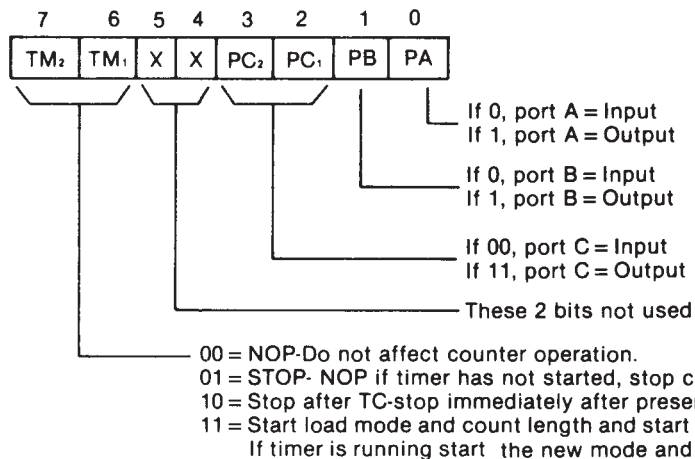 7 6 5 4 3 2 1 0
TM₂ TM₁ X X PC₂ PC₁ PB PA
If 0, port A = Input
If 1, port A = Output
If 0, port B = Input
If 1, port B = Output
If 00, port C = Input
If 11, port C = Output
These 2 bits not used
00 = NOP-Do not affect counter operation.
01 = STOP- NOP if timer has not started, stop
10 = Stop after TC-stop immediately after
11 = Start load mode and count length and start
If timer is running start the new mode and